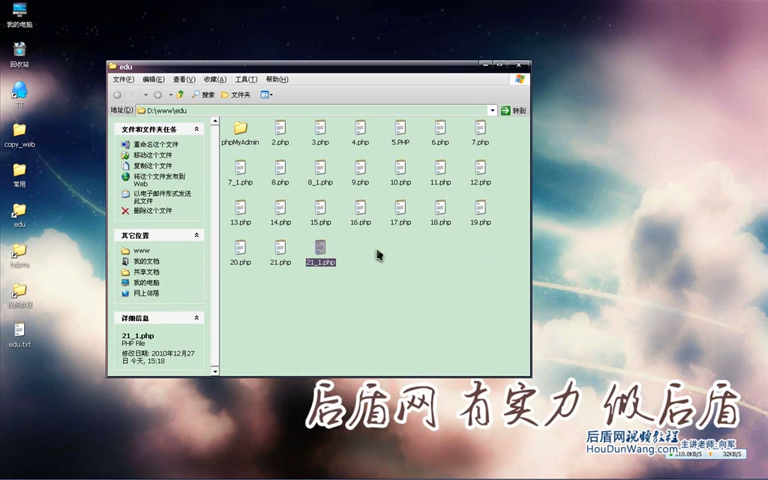 我的电脑
回收站
TT
copy_web
常用
edu
edu.txt
edu
文件(F) 编辑(E) 查看(V) 收藏(A) 工具(T) 帮助(H)
搜索 文件夹
地址(D) D:\www\edu 转到
文件和文件夹任务
重命名这个文件
移动这个文件
复制这个文件
将这个文件发布到
Web
以电子邮件形式发送
此文件
删除这个文件
其它位置
www
我的文档
共享文档
我的电脑
网上邻居
详细信息
21_1.php
PHP File
修改日期: 2010年12月27
日 今天, 15:18
phpMyAdmin 2.php 3.php 4.php 5.PHP 6.php 7.php
7_1.php 8.php 8_1.php 9.php 10.php 11.php 12.php
13.php 14.php 15.php 16.php 17.php 18.php 19.php
20.php 21.php 21_1.php
后盾网 有实力 做后盾
后盾网视频教程 主讲老师:向军
HouDunWang.com
32KB/S